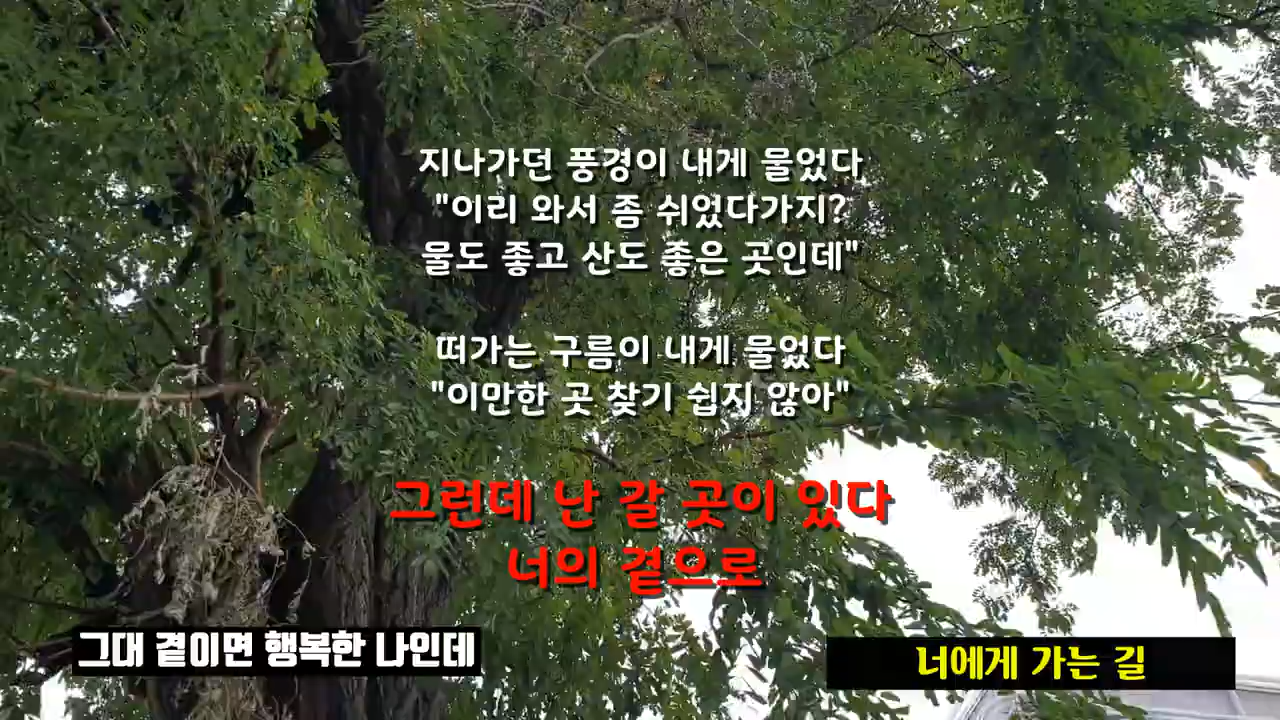 지나가던 풍경이 내게 물었다
"이리 와서 좀 쉬었다가지?
물도 좋고 산도 좋은 곳인데"
떠가는 구름이 내게 물었다
"이만한 곳 찾기 쉽지 않아"
그런데 난 갈 곳이 있다
너의 곁으로
그대 곁이면 행복한 나인데
너에게 가는 길